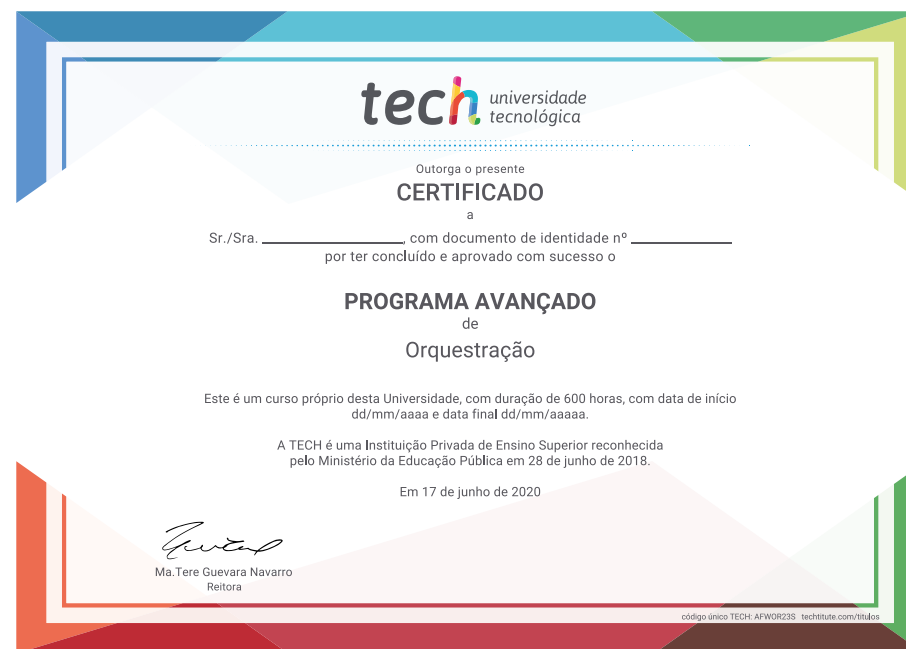 tech universidade
tecnológica
Outorga o presente
CERTIFICADO
a
Sr./Sra. ________________, com documento de identidade nº ____________
por ter concluído e aprovado com sucesso o
PROGRAMA AVANÇADO
de
Orquestração
Este é um curso próprio desta Universidade, com duração de 600 horas, com data de início
dd/mm/aaaa e data final dd/mm/aaaaa.
A TECH é uma Instituição Privada de Ensino Superior reconhecida
pelo Ministério da Educação Pública em 28 de junho de 2018.
Em 17 de junho de 2020
Ma.Tere Guevara Navarro
Reitora
código único TECH: AFWOR23S techtitute.com/titulos